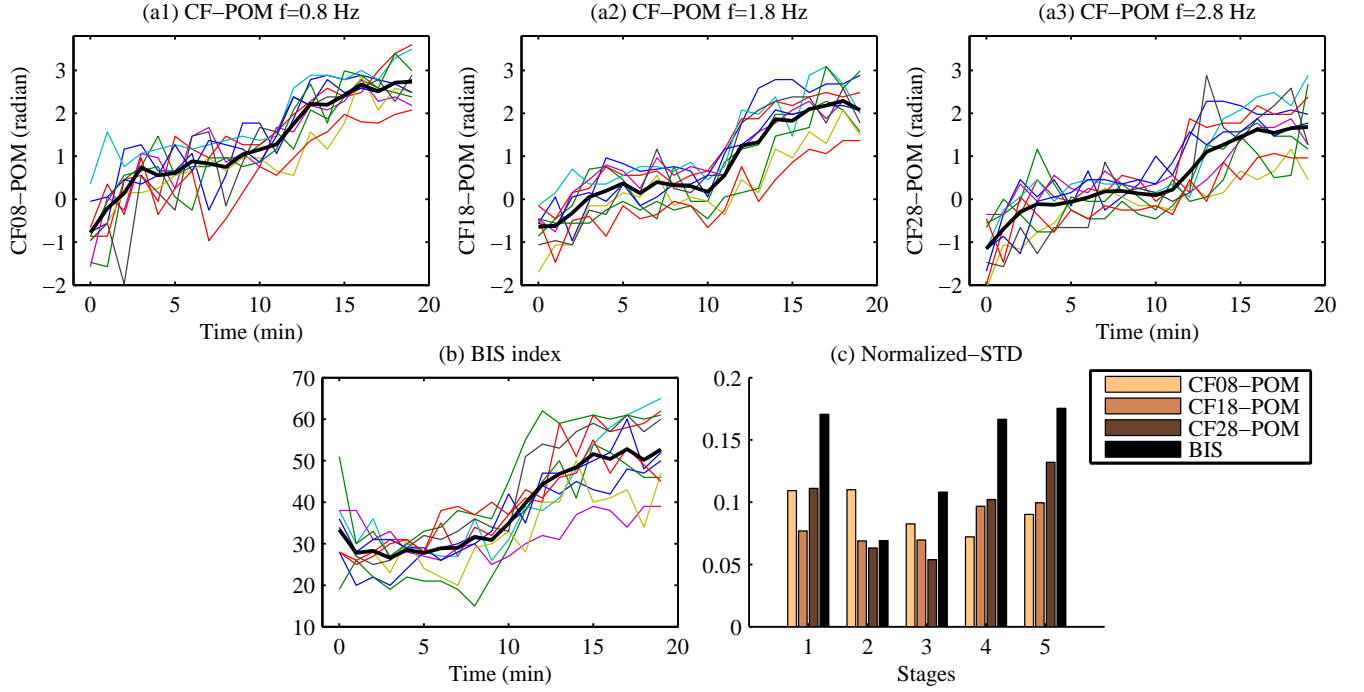 (a1) CF−POM f=0.8 Hz
CF08−POM (radian)
3
2
1
0
−1
−2
0 5 10 15 20
Time (min)
(a2) CF−POM f=1.8 Hz
CF18−POM (radian)
3
2
1
0
−1
−2
0 5 10 15 20
Time (min)
(a3) CF−POM f=2.8 Hz
CF28−POM (radian)
3
2
1
0
−1
−2
0 5 10 15 20
Time (min)
(b) BIS index
70
60
50
40
30
20
10
0 5 10 15 20
Time (min)
(c) Normalized−STD
0.2
0.15
0.1
0.05
0
1 2 3 4 5
Stages
CF08−POM
CF18−POM
CF28−POM
BIS